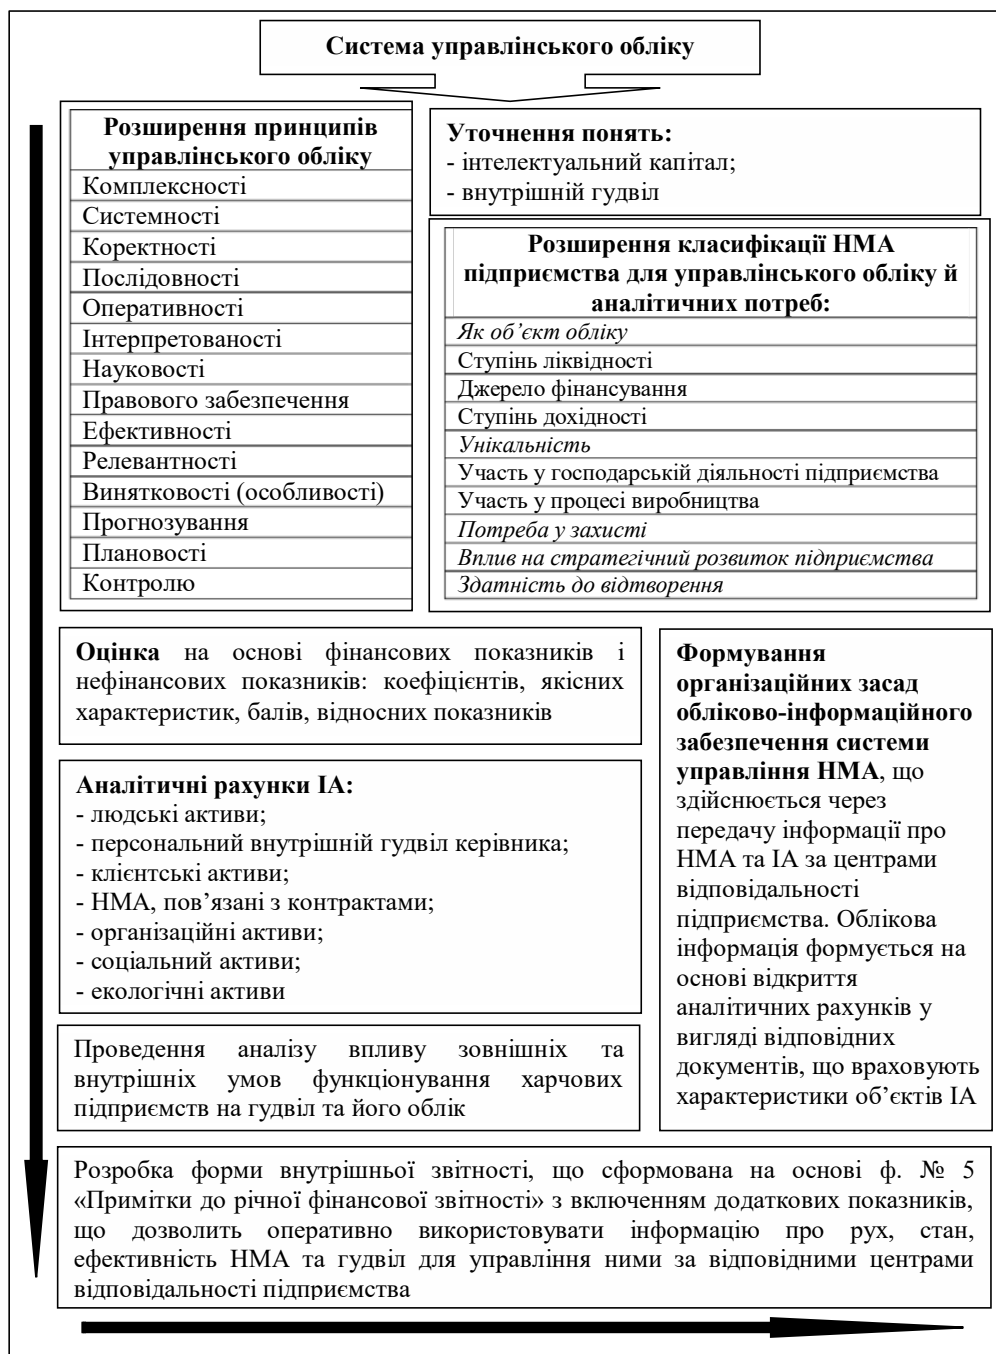 Система управлінського обліку
Розширення принципів
управлінського обліку
Комплексності
Системності
Коректності
Послідовності
Оперативності
Інтерпретованості
Науковості
Правового забезпечення
Ефективності
Релевантності
Винятковості (особливості)
Прогнозування
Плановості
Контролю
Уточнення понять:
- інтелектуальний капітал;
- внутрішній гудвіл
Розширення класифікації НМА
підприємства для управлінського обліку й
аналітичних потреб:
Як об’єкт обліку
Ступінь ліквідності
Джерело фінансування
Ступінь дохідності
Унікальність
Участь у господарській діяльності підприємства
Участь у процесі виробництва
Потреба у захисті
Вплив на стратегічний розвиток підприємства
Здатність до відтворення
Оцінка на основі фінансових показників і
нефінансових показників: коефіцієнтів, якісних
характеристик, балів, відносних показників
Аналітичні рахунки ІА:
- людські активи;
- персональний внутрішній гудвіл керівника;
- клієнтські активи;
- НМА, пов’язані з контрактами;
- організаційні активи;
- соціальний активи;
- екологічні активи
Проведення аналізу впливу зовнішніх та
внутрішніх умов функціонування харчових
підприємств на гудвіл та його облік
Формування
організаційних засад
обліково-інформаційного
забезпечення системи
управління НМА, що
здійснюється через
передачу інформації про
НМА та ІА за центрами
відповідальності
підприємства. Облікова
інформація формується на
основі відкриття
аналітичних рахунків у
вигляді відповідних
документів, що враховують
характеристики об’єктів ІА
Розробка форми внутрішньої звітності, що сформована на основі ф. № 5
«Примітки до річної фінансової звітності» з включенням додаткових показників,
що дозволить оперативно використовувати інформацію про рух, стан,
ефективність НМА та гудвіл для управління ними за відповідними центрами
відповідальності підприємства